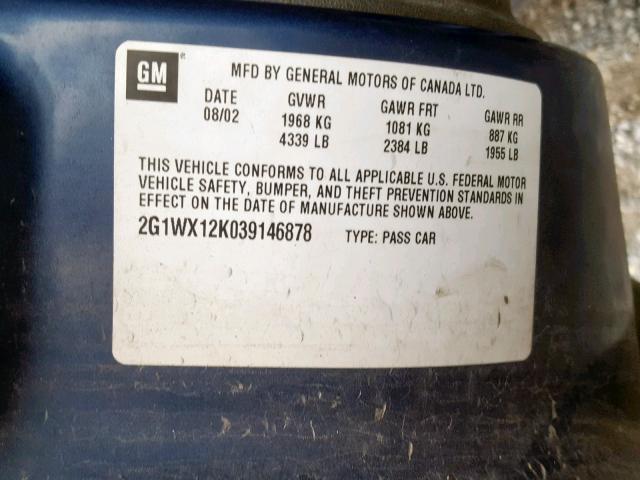 GM
MFD BY GENERAL MOTORS OF CANADA LTD.
DATE GVWR GAWR FRT GAWR RR
08/02 1968 KG 1081 KG 887 KG
4339 LB 2384 LB 1955 LB
THIS VEHICLE CONFORMS TO ALL APPLICABLE U.S. FEDERAL MOTOR
VEHICLE SAFETY, BUMPER, AND THEFT PREVENTION STANDARDS IN
EFFECT ON THE DATE OF MANUFACTURE SHOWN ABOVE.
2G1WX12K039146878 TYPE: PASS CAR